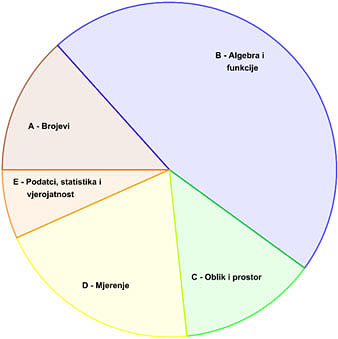 B - Algebra i
funkcije
A - Brojevi
E - Podatci, statistika i
vjerojatnost
C - Oblik i prostor
D - Mjerenje